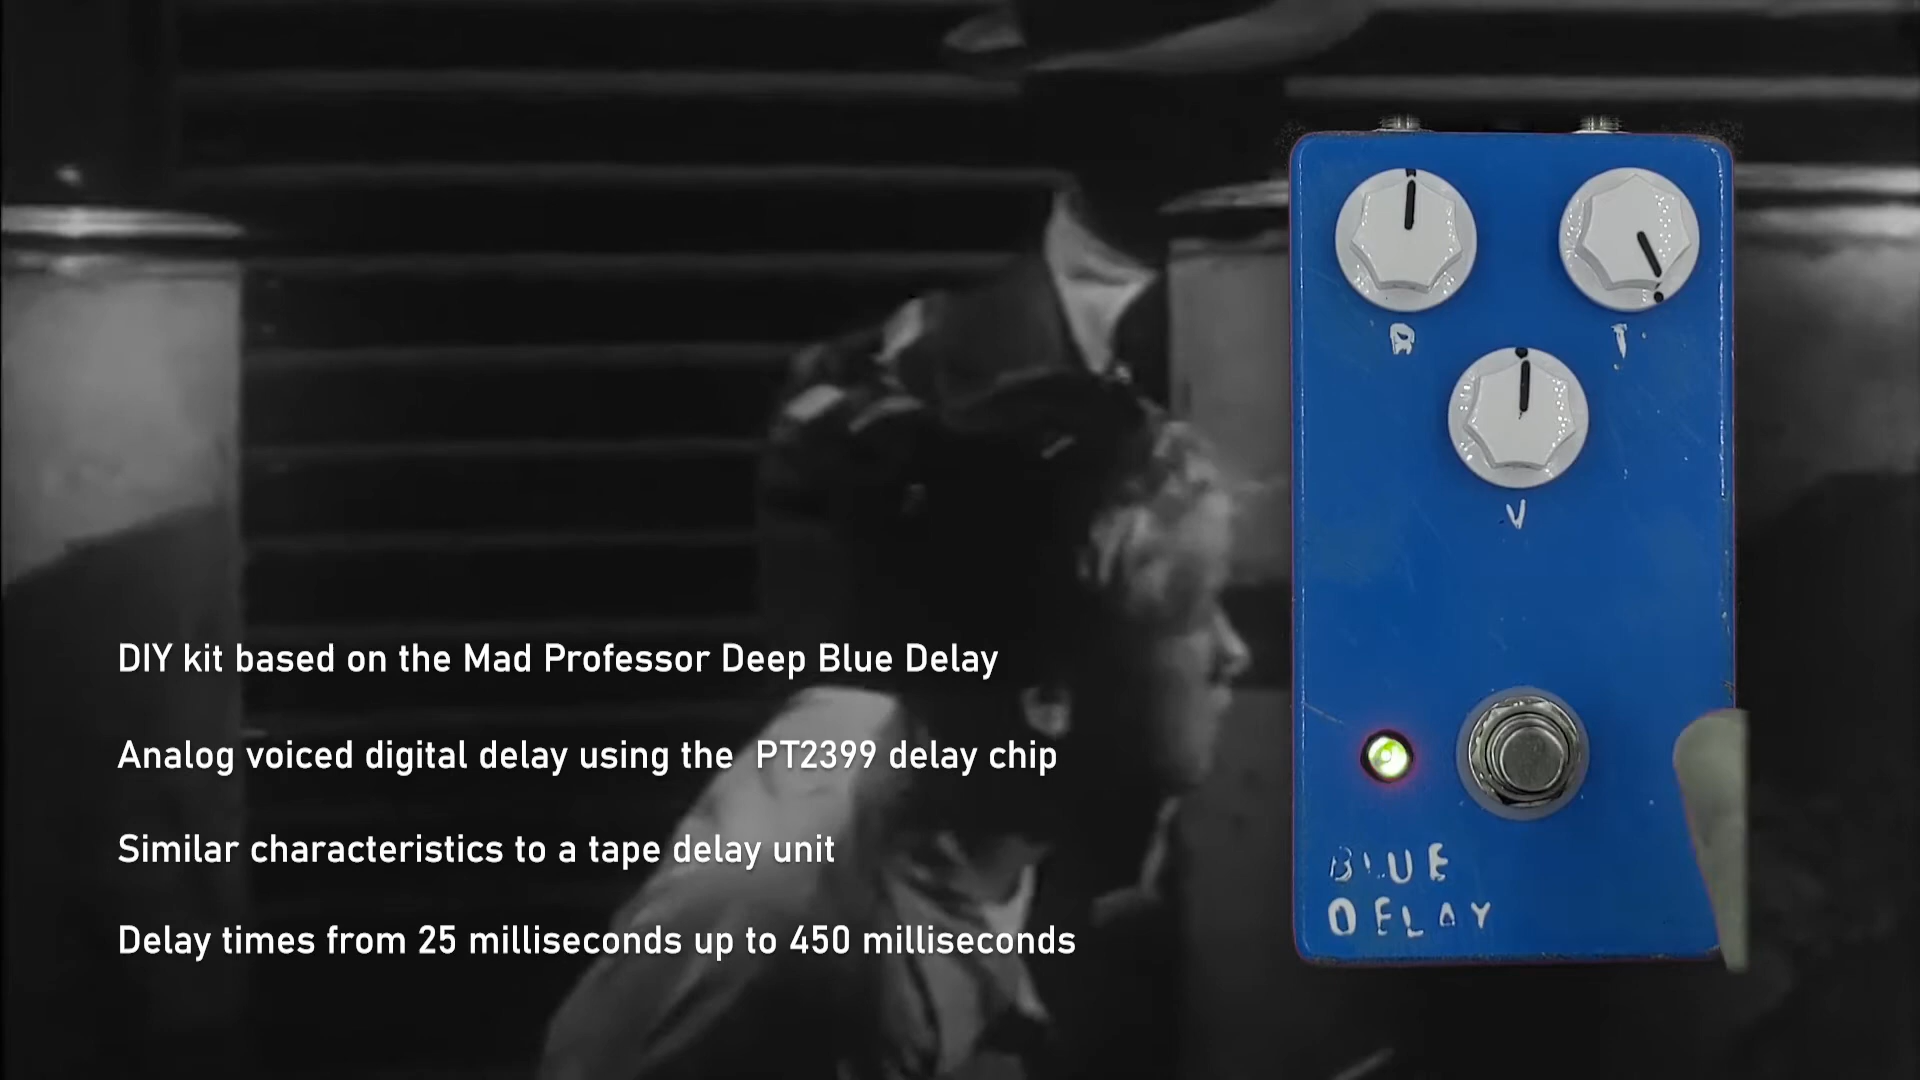 DIY kit based on the Mad Professor Deep Blue Delay
Analog voiced digital delay using the PT2399 delay chip
Similar characteristics to a tape delay unit
Delay times from 25 milliseconds up to 450 milliseconds
R T
V
BLUE
DELAY